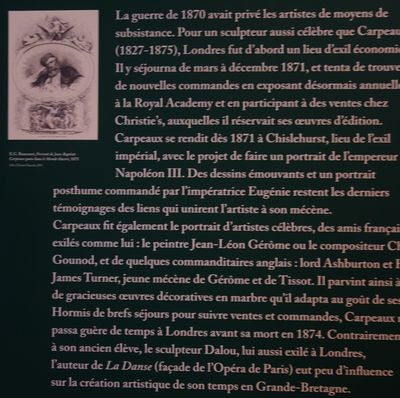 La guerre de 1870 avait privé les artistes de moyens de
subsistance. Pour un sculpteur aussi célèbre que Carpeau
(1827-1875), Londres fut d'abord un lieu d'exil économi
Il y séjourna de mars à décembre 1871, et tenta de trouve
de nouvelles commandes en exposant désormais annuelle
à la Royal Academy et en participant à des ventes chez
Christie's, auxquelles il réservait ses œuvres d'édition.
Carpeaux se rendit dès 1871 à Chislehurst, lieu de l'exil
impérial, avec le projet de faire un portrait de l'empereur
Napoléon III. Des dessins émouvants et un portrait
posthume commandé par l'impératrice Eugénie restent les derniers
témoignages des liens qui unirent l'artiste à son mécène.
Carpeaux fit également le portrait d'artistes célèbres, des amis françai
exilés comme lui : le peintre Jean-Léon Gérôme ou le compositeur Ch
Gounod, et de quelques commanditaires anglais : lord Ashburton et H
James Turner, jeune mécène de Gérôme et de Tissot. Il parvint ainsi à
de gracieuses œuvres décoratives en marbre qu'il adapta au goût de se
Hormis de brefs séjours pour suivre ventes et commandes, Carpeaux n
passa guère de temps à Londres avant sa mort en 1874. Contrairemen
à son ancien élève, le sculpteur Dalou, lui aussi exilé à Londres,
l'auteur de La Danse (façade de l'Opéra de Paris) eut peu d'influence
sur la création artistique de son temps en Grande-Bretagne.